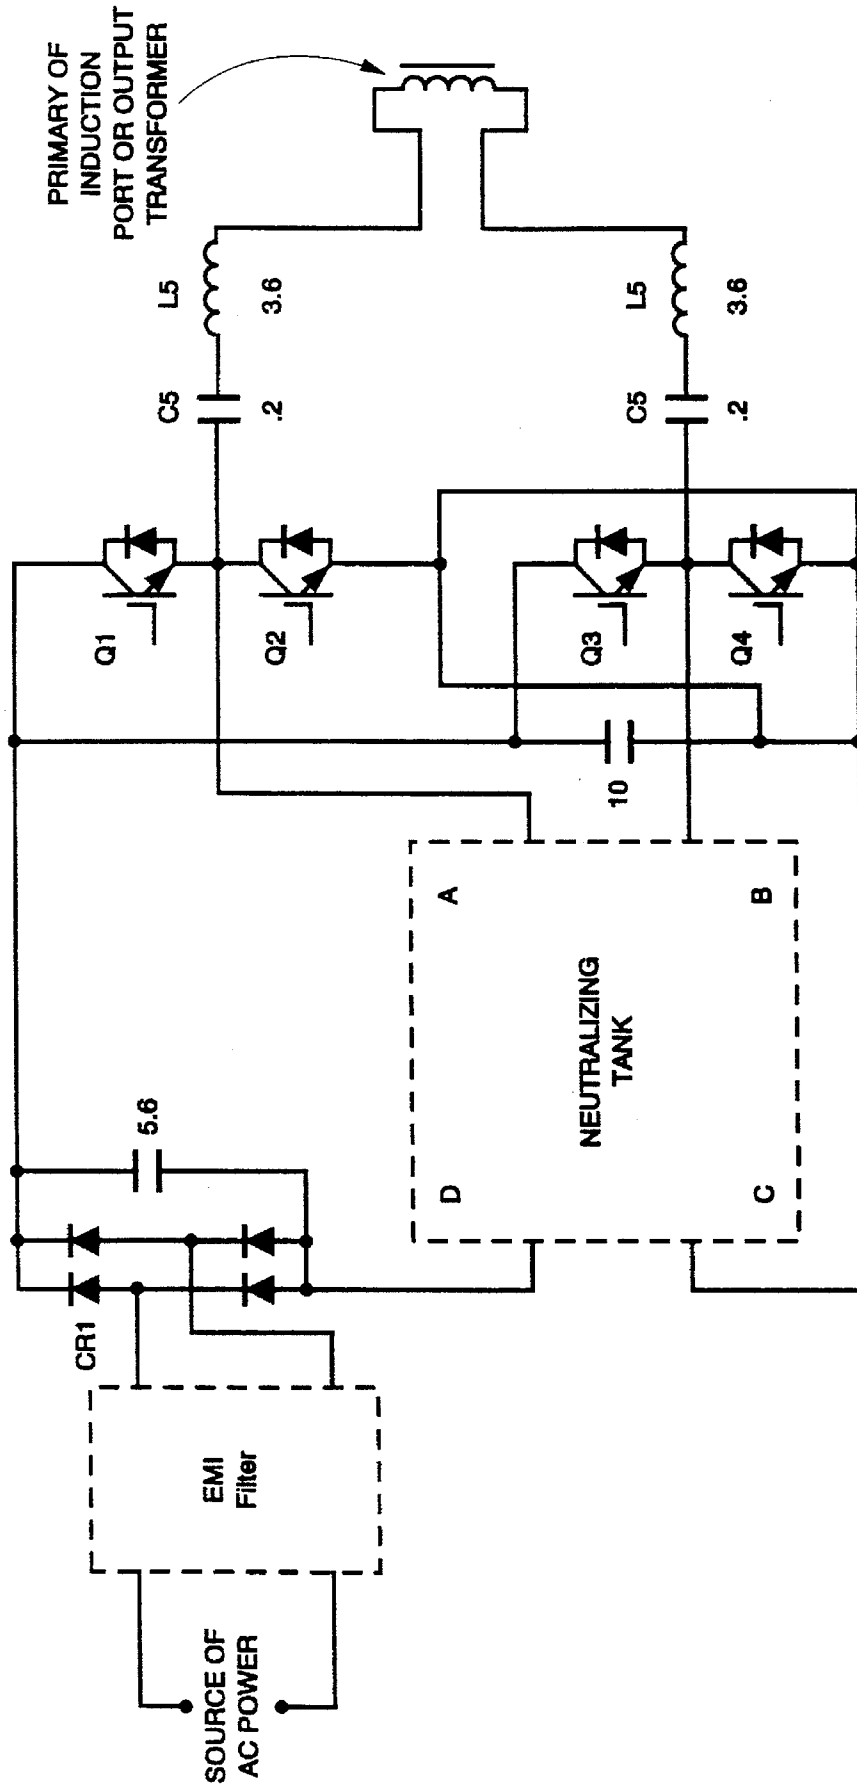 PRIMARY OF
INDUCTION
PORT OR OUTPUT
TRANSFORMER
L5
3.6
C5
.2
L5
3.6
C5
.2
Q1
Q2
Q3
Q4
10
A
B
NEUTRALIZING
TANK
D
C
5.6
CR1
EMI
Filter
SOURCE OF
AC POWER